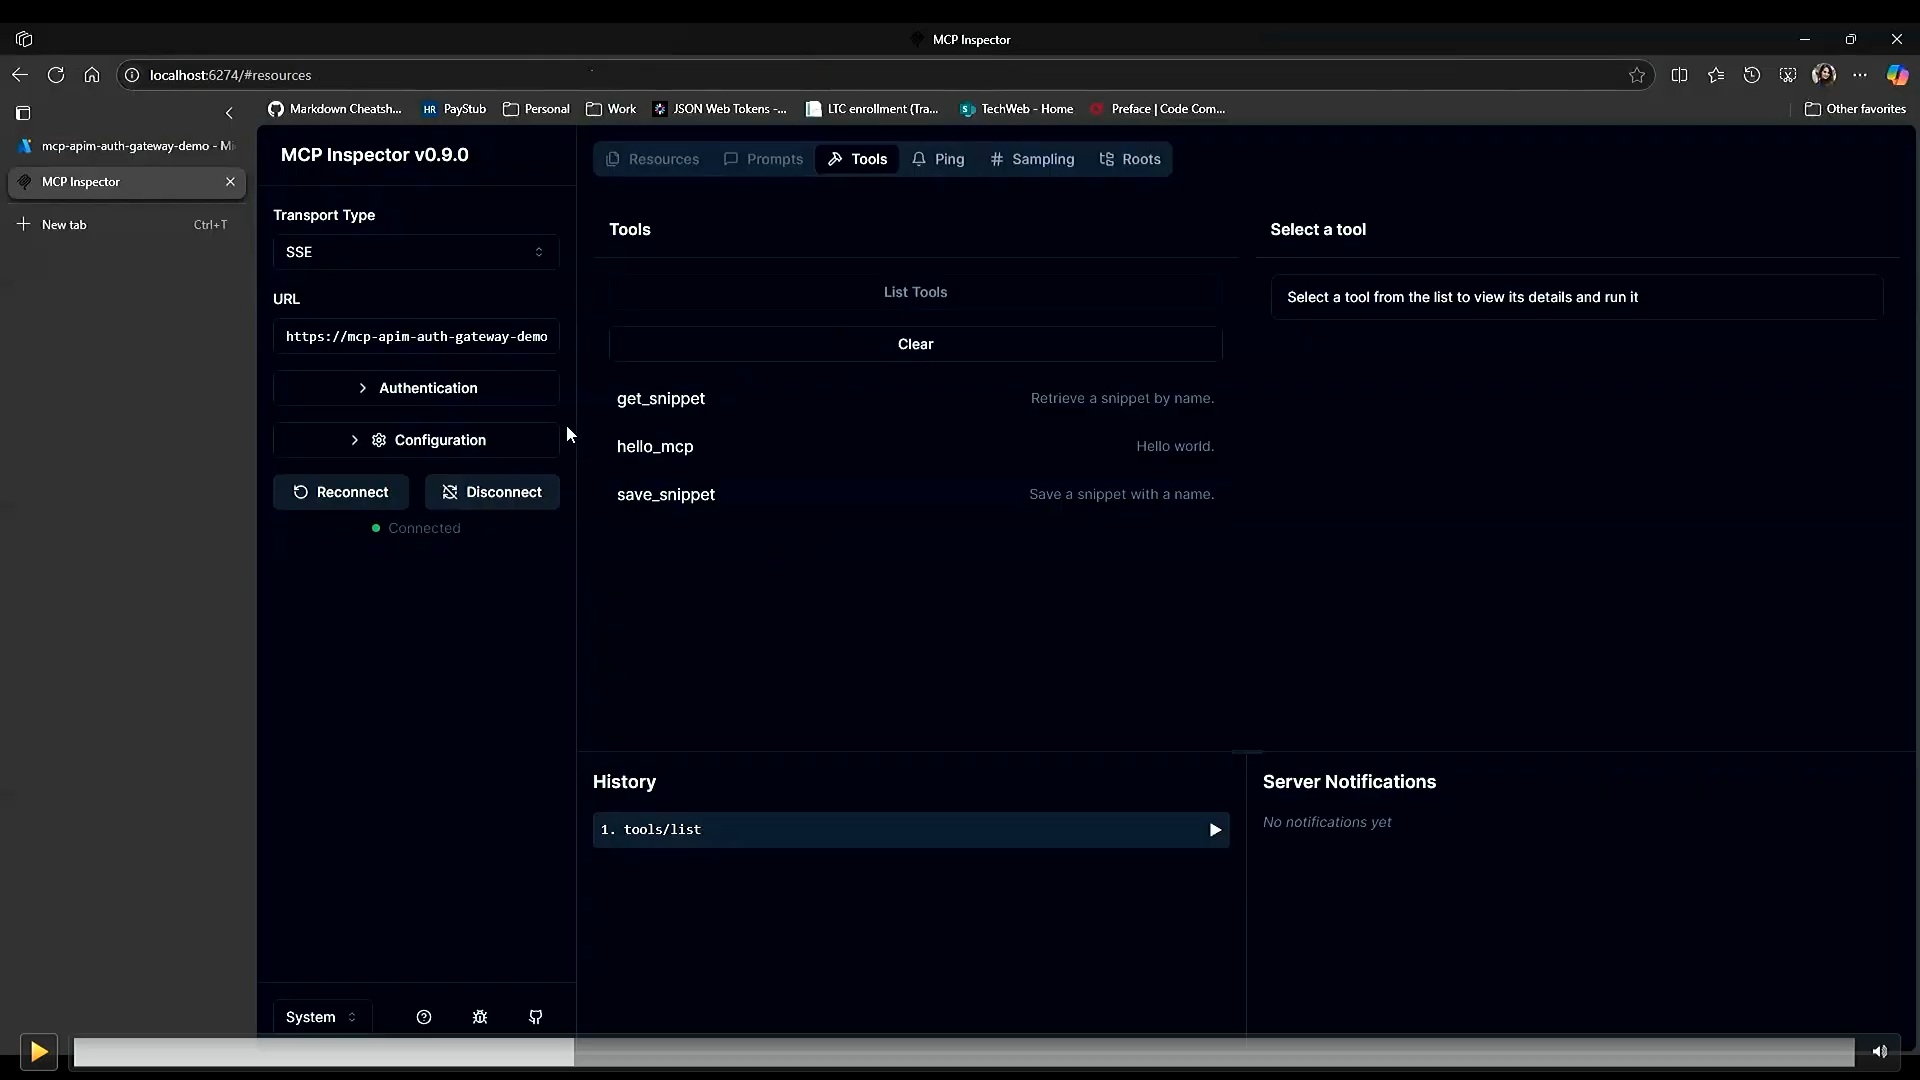 MCP Inspector
localhost:6274/#resources
Markdown Cheatsh...
HR PayStub
Personal
Work
JSON Web Tokens -...
LTC enrollment (Tra...
TechWeb - Home
Preface | Code Com...
Other favorites
mcp-apim-auth-gateway-demo - Mi
MCP Inspector
New tab Ctrl+T
MCP Inspector v0.9.0
Transport Type
SSE
URL
https://mcp-apim-auth-gateway-demo
Authentication
Configuration
Reconnect
Disconnect
Connected
System
Resources
Prompts
Tools
Ping
Sampling
Roots
Tools
List Tools
Clear
get_snippet Retrieve a snippet by name.
hello_mcp Hello world.
save_snippet Save a snippet with a name.
Select a tool
Select a tool from the list to view its details and run it
History
1. tools/list
Server Notifications
No notifications yet